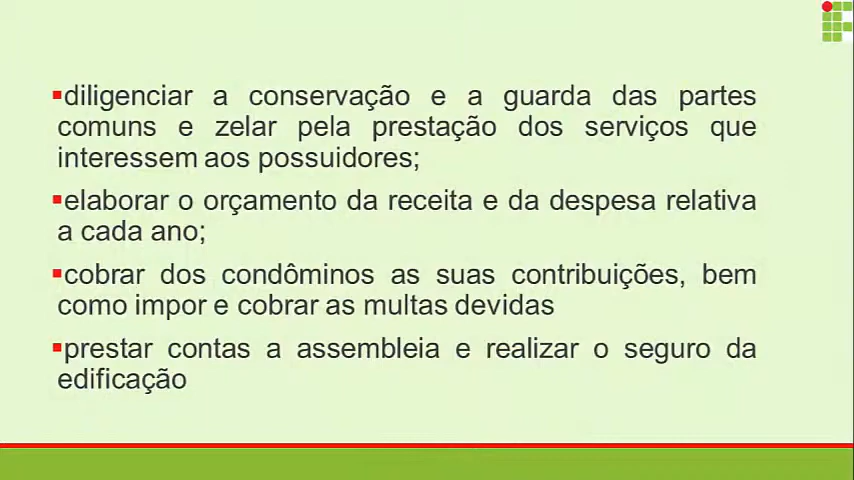 ▪diligenciar a conservação e a guarda das partes
comuns e zelar pela prestação dos serviços que
interessem aos possuidores;
▪elaborar o orçamento da receita e da despesa relativa
a cada ano;
▪cobrar dos condôminos as suas contribuições, bem
como impor e cobrar as multas devidas
▪prestar contas a assembleia e realizar o seguro da
edificação